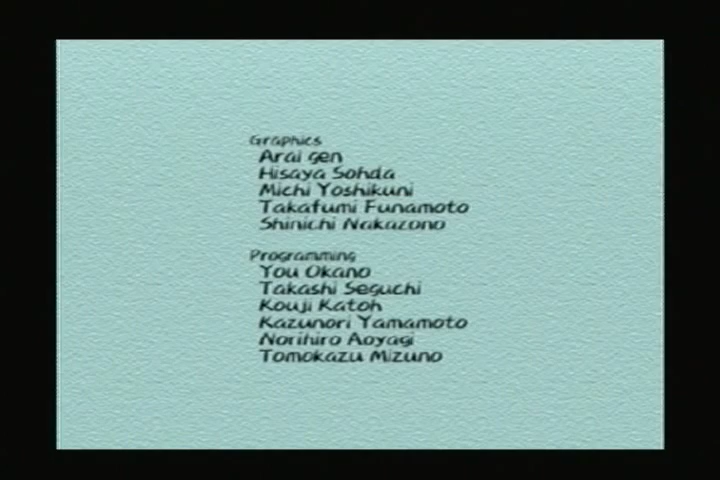 Graphics
Arai gen
Hisaya Sohda
Michi Yoshikuni
Takafumi Funamoto
Shinichi Nakazono
Programming
You Okano
Takashi Seguchi
Kouji Katoh
Kazunori Yamamoto
Norihiro Aoyagi
Tomokazu Mizuno